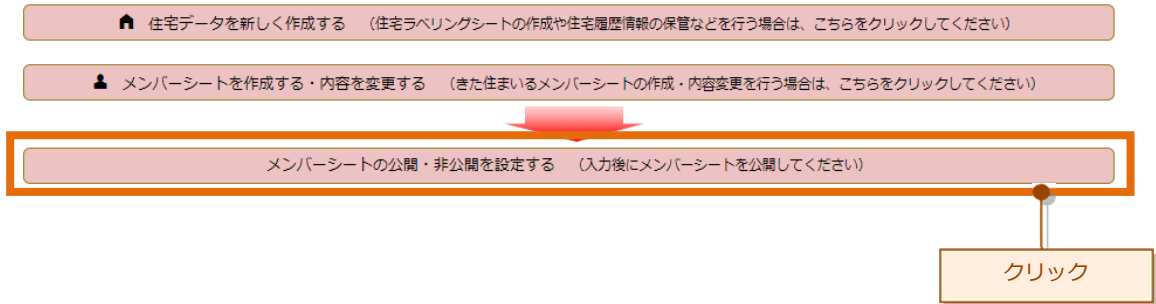 住宅データを新しく作成する （住宅ラベリングシートの作成や住宅履歴情報の保管などを行う場合は、こちらをクリックしてください）
メンバーシートを作成する・内容を変更する （きた住まいるメンバーシートの作成・内容変更を行う場合は、こちらをクリックしてください）
メンバーシートの公開・非公開を設定する （入力後にメンバーシートを公開してください）
クリック